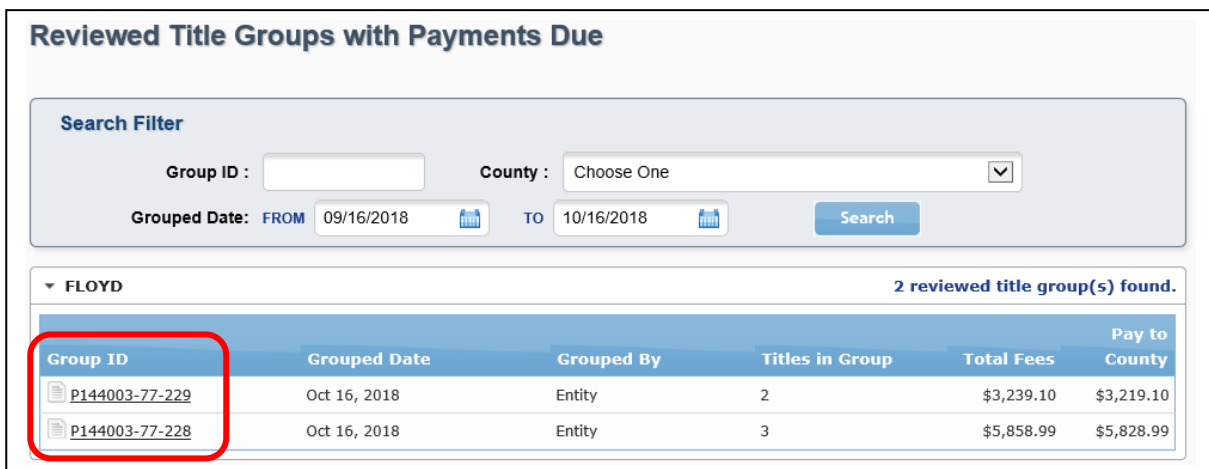 Reviewed Title Groups with Payments Due
Search Filter
Group ID : County : Choose One
Grouped Date: FROM 09/16/2018 TO 10/16/2018 Search
FLOYD 2 reviewed title group(s) found.
Group ID Grouped Date Grouped By Titles in Group Total Fees Pay to County
P144003-77-229 Oct 16, 2018 Entity 2 $3,239.10 $3,219.10
P144003-77-228 Oct 16, 2018 Entity 3 $5,858.99 $5,828.99